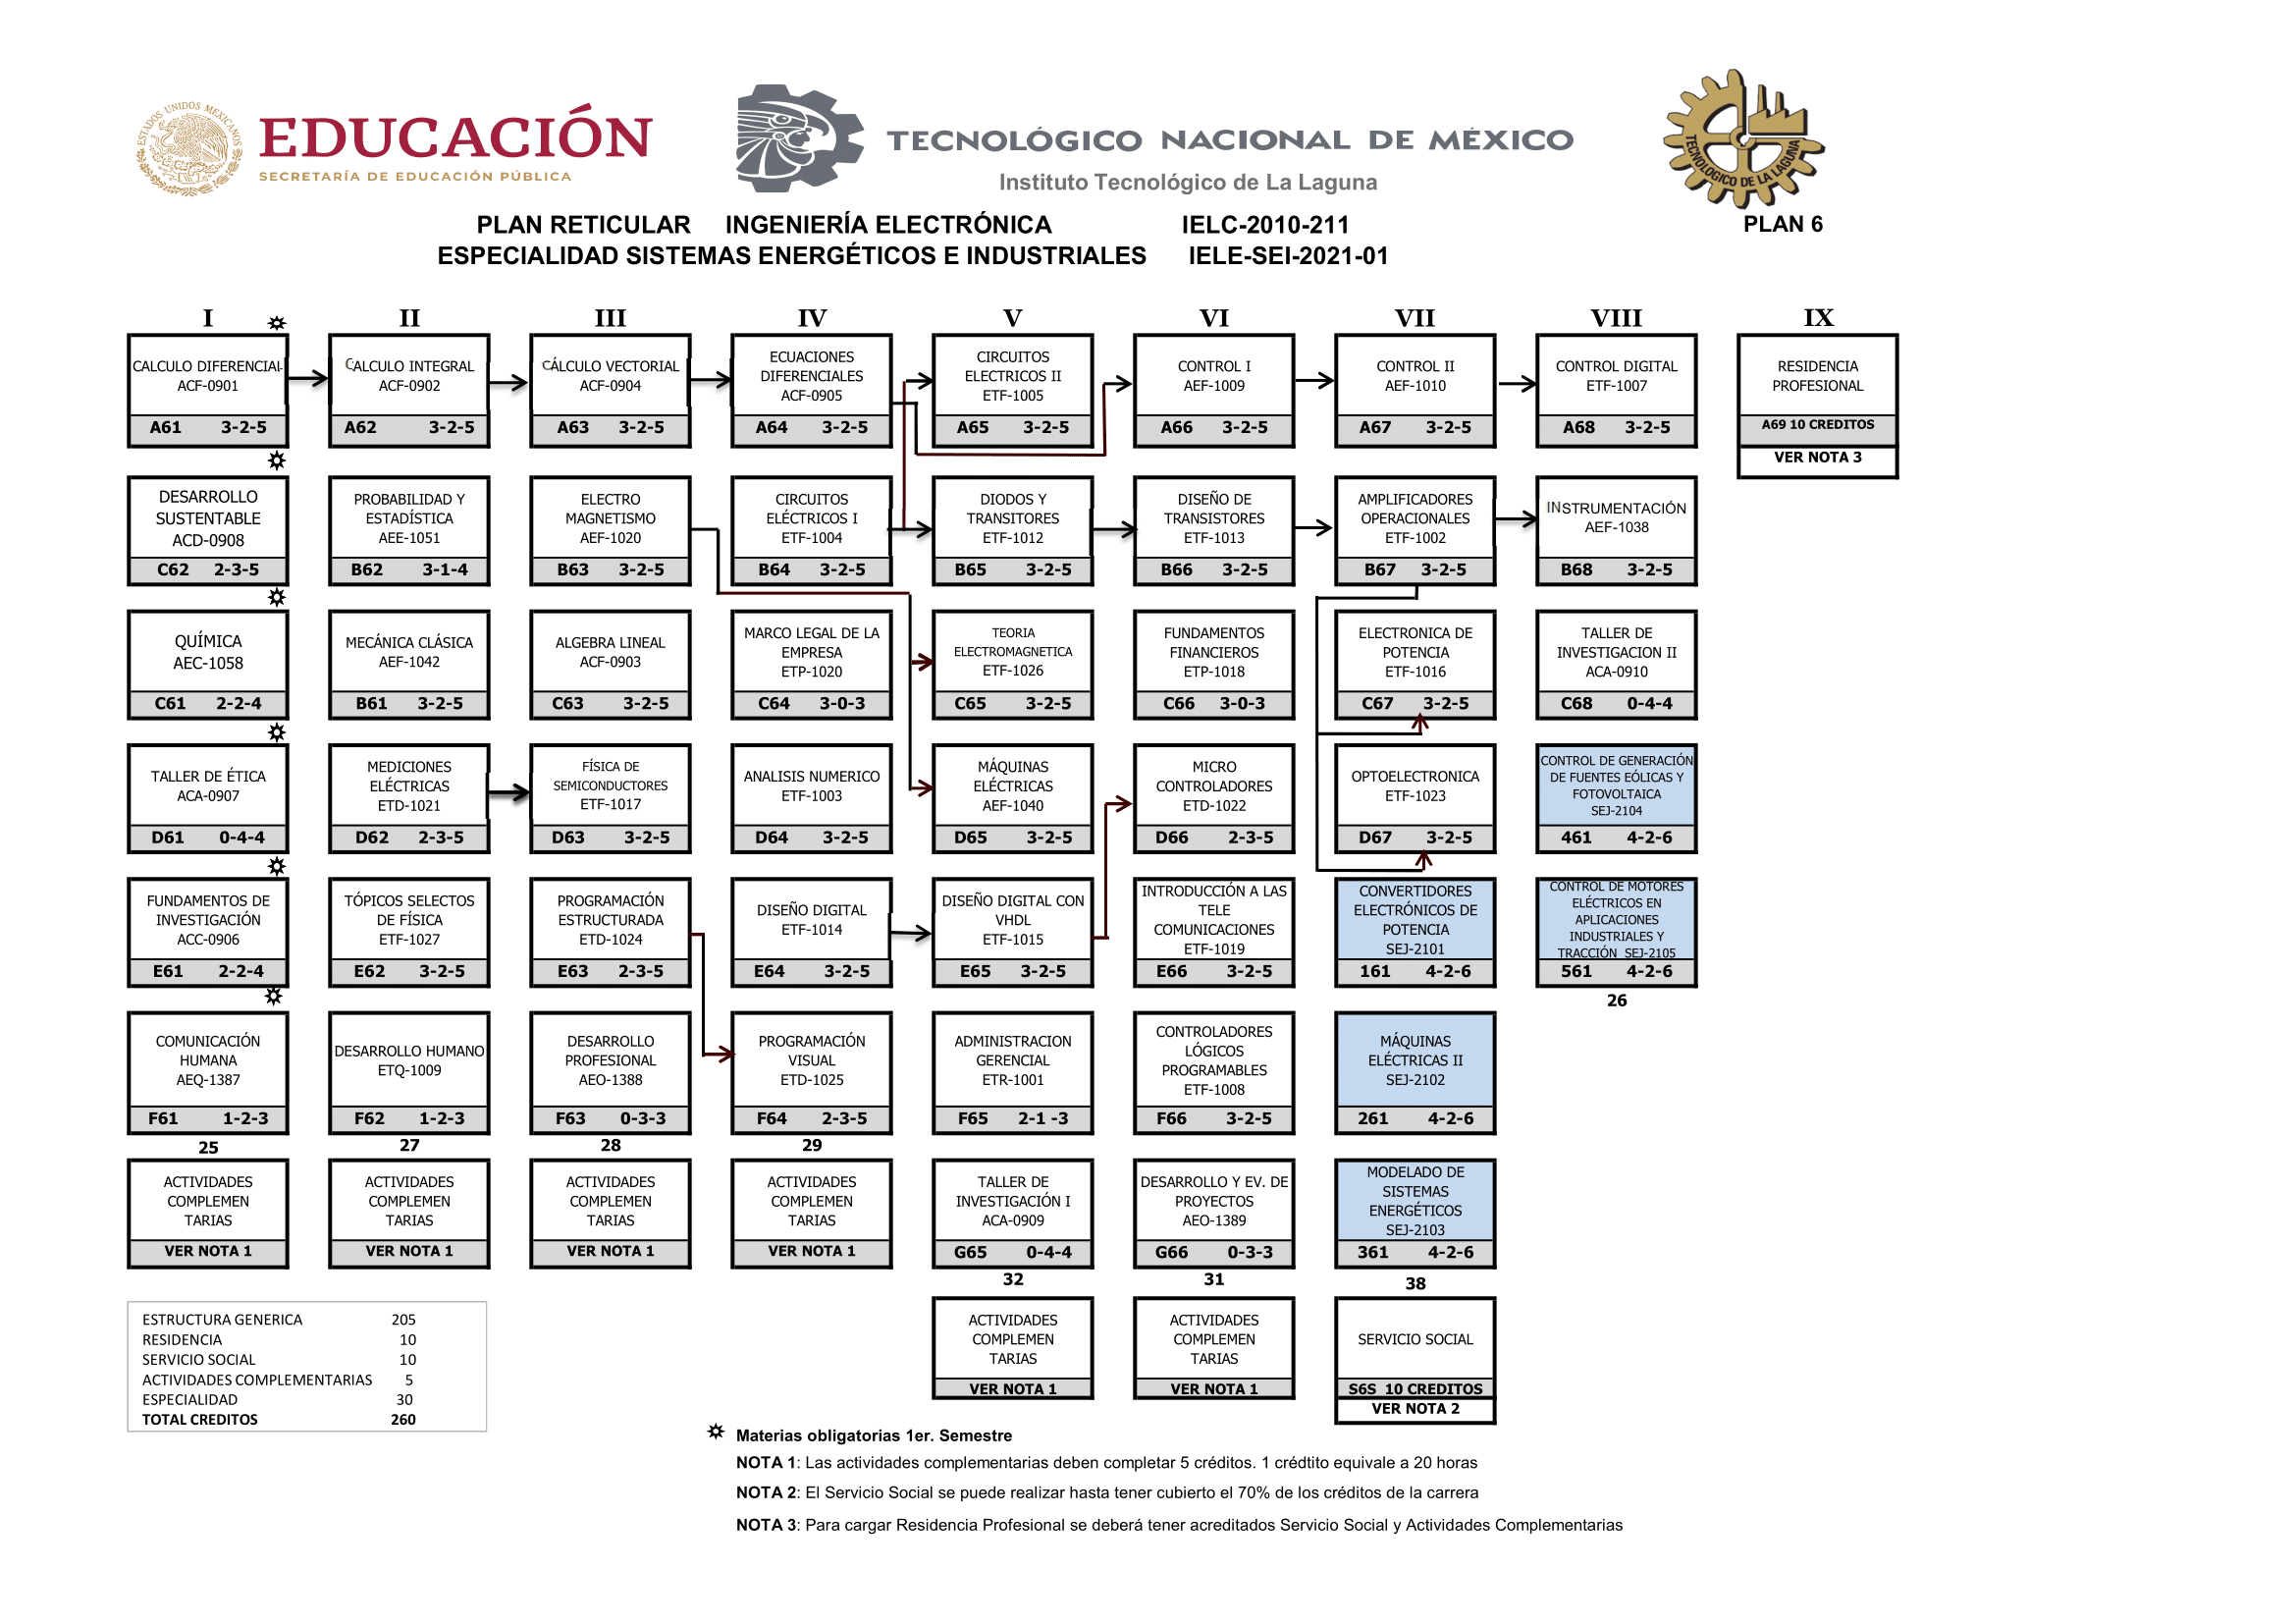 ESTADOS UNIDOS MEXICANOS
EDUCACIÓN
SECRETARÍA DE EDUCACIÓN PÚBLICA
TECNOLÓGICO NACIONAL DE MÉXICO
Instituto Tecnológico de La Laguna
TECNOLOGICO DE LA LAGUNA
PLAN RETICULAR INGENIERÍA ELECTRÓNICA IELC-2010-211 PLAN 6
ESPECIALIDAD SISTEMAS ENERGÉTICOS E INDUSTRIALES IELE-SEI-2021-01
I
CALCULO DIFERENCIAL
ACF-0901
A61 3-2-5
DESARROLLO
SUSTENTABLE
ACD-0908
C62 2-3-5
QUÍMICA
AEC-1058
C61 2-2-4
TALLER DE ÉTICA
ACA-0907
D61 0-4-4
FUNDAMENTOS DE
INVESTIGACIÓN
ACC-0906
E61 2-2-4
COMUNICACIÓN
HUMANA
AEQ-1387
F61 1-2-3
25
ACTIVIDADES
COMPLEMEN
TARIAS
VER NOTA 1
II
CALCULO INTEGRAL
ACF-0902
A62 3-2-5
PROBABILIDAD Y
ESTADÍSTICA
AEE-1051
B62 3-1-4
MECÁNICA CLÁSICA
AEF-1042
B61 3-2-5
MEDICIONES
ELÉCTRICAS
ETD-1021
D62 2-3-5
TÓPICOS SELECTOS
DE FÍSICA
ETF-1027
E62 3-2-5
DESARROLLO HUMANO
ETQ-1009
F62 1-2-3
27
ACTIVIDADES
COMPLEMEN
TARIAS
VER NOTA 1
III
CÁLCULO VECTORIAL
ACF-0904
A63 3-2-5
ELECTRO
MAGNETISMO
AEF-1020
B63 3-2-5
ALGEBRA LINEAL
ACF-0903
C63 3-2-5
FÍSICA DE
SEMICONDUCTORES
ETF-1017
D63 3-2-5
PROGRAMACIÓN
ESTRUCTURADA
ETD-1024
E63 2-3-5
DESARROLLO
PROFESIONAL
AEO-1388
F63 0-3-3
28
ACTIVIDADES
COMPLEMEN
TARIAS
VER NOTA 1
IV
ECUACIONES
DIFERENCIALES
ACF-0905
A64 3-2-5
CIRCUITOS
ELÉCTRICOS I
ETF-1004
B64 3-2-5
MARCO LEGAL DE LA
EMPRESA
ETP-1020
C64 3-0-3
ANALISIS NUMERICO
ETF-1003
D64 3-2-5
DISEÑO DIGITAL
ETF-1014
E64 3-2-5
PROGRAMACIÓN
VISUAL
ETD-1025
F64 2-3-5
29
ACTIVIDADES
COMPLEMEN
TARIAS
VER NOTA 1
V
CIRCUITOS
ELECTRICOS II
ETF-1005
A65 3-2-5
DIODOS Y
TRANSITORES
ETF-1012
B65 3-2-5
TEORIA
ELECTROMAGNETICA
ETF-1026
C65 3-2-5
MÁQUINAS
ELÉCTRICAS
AEF-1040
D65 3-2-5
DISEÑO DIGITAL CON
VHDL
ETF-1015
E65 3-2-5
ADMINISTRACION
GERENCIAL
ETR-1001
F65 2-1 -3
TALLER DE
INVESTIGACIÓN I
ACA-0909
G65 0-4-4
32
ACTIVIDADES
COMPLEMEN
TARIAS
VER NOTA 1
VI
CONTROL I
AEF-1009
A66 3-2-5
DISEÑO DE
TRANSISTORES
ETF-1013
B66 3-2-5
FUNDAMENTOS
FINANCIEROS
ETP-1018
C66 3-0-3
MICRO
CONTROLADORES
ETD-1022
D66 2-3-5
INTRODUCCIÓN A LAS
TELE
COMUNICACIONES
ETF-1019
E66 3-2-5
CONTROLADORES
LÓGICOS
PROGRAMABLES
ETF-1008
F66 3-2-5
DESARROLLO Y EV. DE
PROYECTOS
AEO-1389
G66 0-3-3
31
ACTIVIDADES
COMPLEMEN
TARIAS
VER NOTA 1
VII
CONTROL II
AEF-1010
A67 3-2-5
AMPLIFICADORES
OPERACIONALES
ETF-1002
B67 3-2-5
ELECTRONICA DE
POTENCIA
ETF-1016
C67 3-2-5
OPTOELECTRONICA
ETF-1023
D67 3-2-5
CONVERTIDORES
ELECTRÓNICOS DE
POTENCIA
SEJ-2101
161 4-2-6
MÁQUINAS
ELÉCTRICAS II
SEJ-2102
261 4-2-6
MODELADO DE
SISTEMAS
ENERGÉTICOS
SEJ-2103
361 4-2-6
38
SERVICIO SOCIAL
S6S 10 CREDITOS
VER NOTA 2
VIII
CONTROL DIGITAL
ETF-1007
A68 3-2-5
INSTRUMENTACIÓN
AEF-1038
B68 3-2-5
TALLER DE
INVESTIGACION II
ACA-0910
C68 0-4-4
CONTROL DE GENERACIÓN
DE FUENTES EÓLICAS Y
FOTOVOLTAICA
SEJ-2104
461 4-2-6
CONTROL DE MOTORES
ELÉCTRICOS EN
APLICACIONES
INDUSTRIALES Y
TRACCIÓN SEJ-2105
561 4-2-6
26
IX
RESIDENCIA
PROFESIONAL
A69 10 CREDITOS
VER NOTA 3
ESTRUCTURA GENERICA 205
RESIDENCIA 10
SERVICIO SOCIAL 10
ACTIVIDADES COMPLEMENTARIAS 5
ESPECIALIDAD 30
TOTAL CREDITOS 260
Materias obligatorias 1er. Semestre
NOTA 1: Las actividades complementarias deben completar 5 créditos. 1 crédtito equivale a 20 horas
NOTA 2: El Servicio Social se puede realizar hasta tener cubierto el 70% de los créditos de la carrera
NOTA 3: Para cargar Residencia Profesional se deberá tener acreditados Servicio Social y Actividades Complementarias